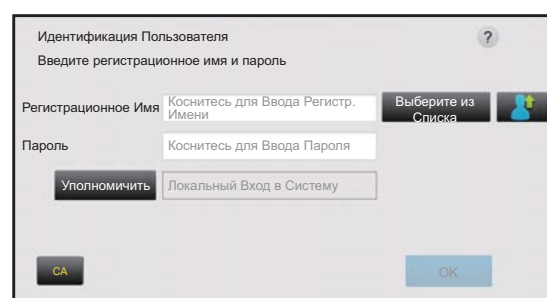 Идентификация Пользователя
?
Введите регистрационное имя и пароль
Регистрационное Имя
Коснитесь для Ввода Регистр.
Имени
Выберите из
Списка
Пароль
Коснитесь для Ввода Пароля
Уполномичить
Локальный Вход в Систему
CA
OK